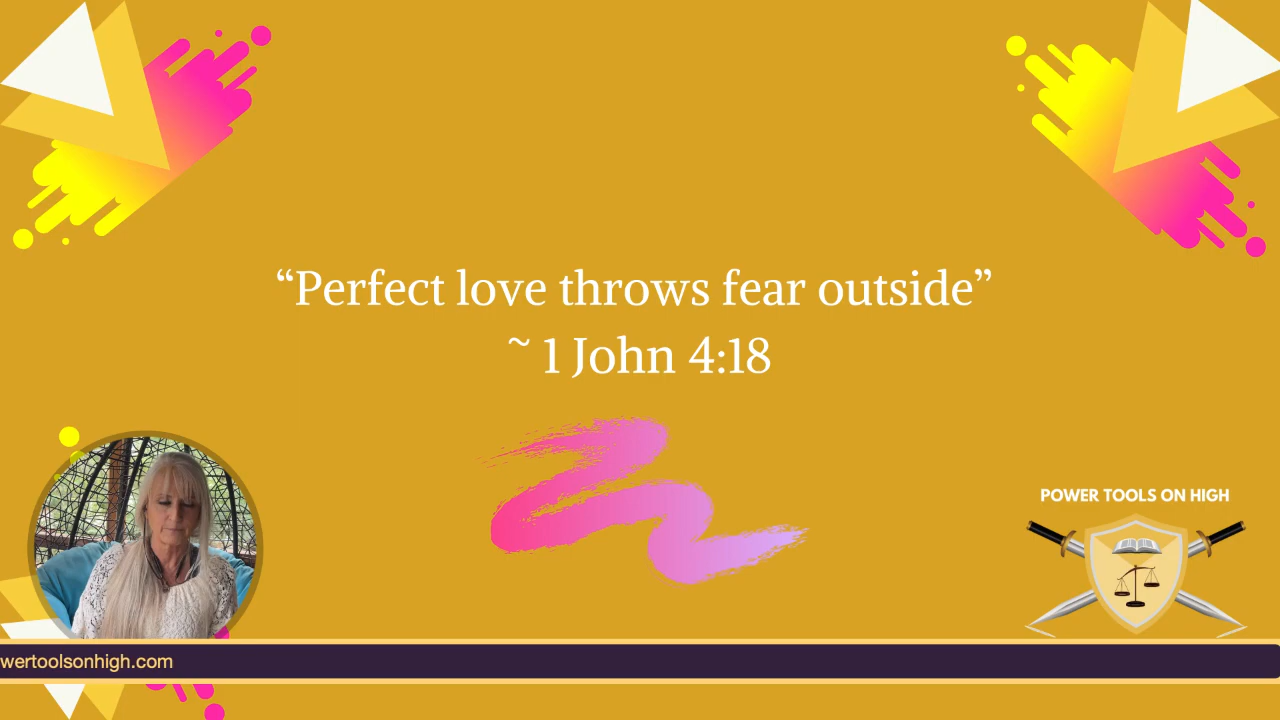 “Perfect love throws fear outside”
~ 1 John 4:18
POWER TOOLS ON HIGH
wertoolsonhigh.com